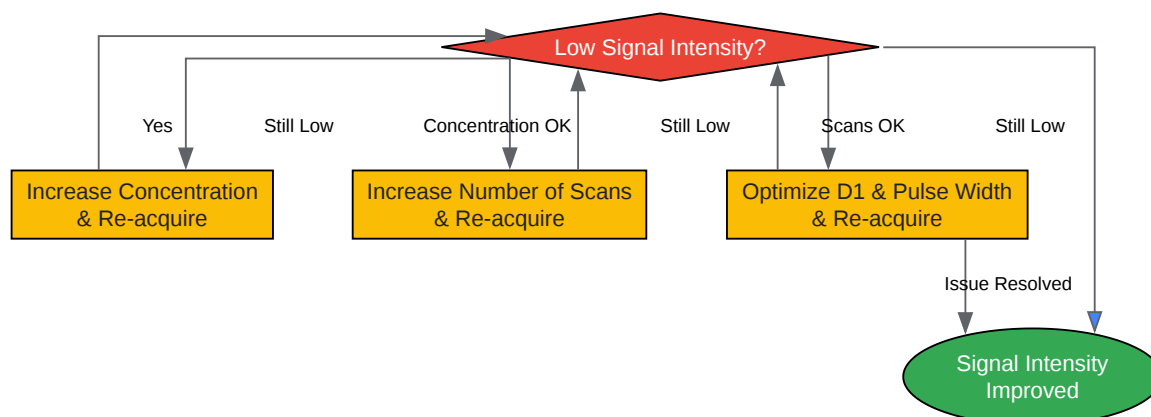 Low Signal Intensity?
Yes
Still Low
Concentration OK
Still Low
Scans OK
Still Low
Increase Concentration
& Re-acquire
Increase Number of Scans
& Re-acquire
Optimize D1 & Pulse Width
& Re-acquire
Issue Resolved
Signal Intensity
Improved